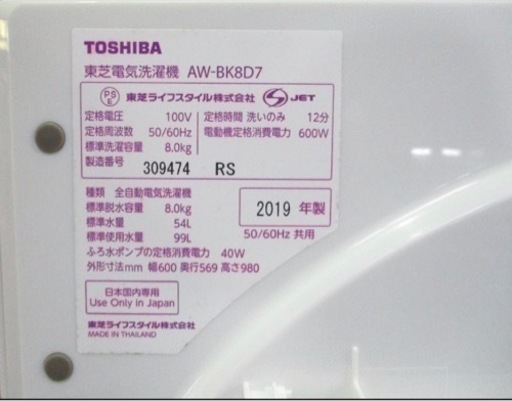 TOSHIBA
東芝電気洗濯機 AW-BK8D7
PSE 東芝ライフスタイル株式会社 JET
定格電圧 100V
定格周波数 50/60Hz
標準洗濯容量 8.0kg
定格時間 洗いのみ 12分
電動機定格消費電力 600W
製造番号 309474 RS
種類 全自動電気洗濯機
標準脱水容量 8.0kg
標準水量 54L
標準使用水量 99L
2019 年製
50/60Hz 共用
ふろ水ポンプの定格消費電力 40W
外形寸法mm 幅600 奥行569 高さ980
日本国内専用
Use Only in Japan
東芝ライフスタイル株式会社
MADE IN THAILAND